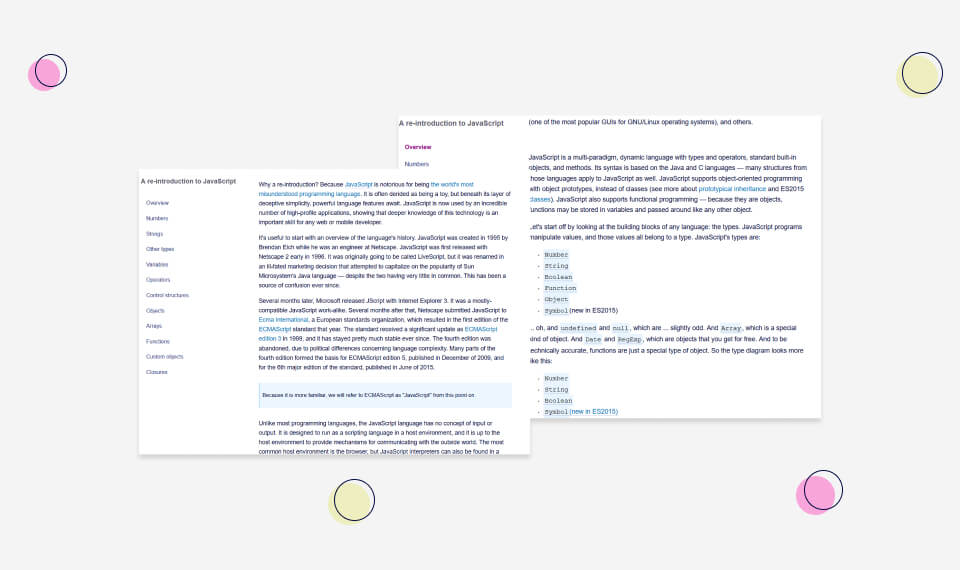 A re-introduction to JavaScript
Overview
Numbers
(one of the most popular GUIs for GNU/Linux operating systems), and others.
JavaScript is a multi-paradigm, dynamic language with types and operators, standard built-in
objects, and methods. Its syntax is based on the Java and C languages — many structures from
those languages apply to JavaScript as well. JavaScript supports object-oriented programming
with object prototypes, instead of classes (see more about prototypical inheritance and ES2015
classes). JavaScript also supports functional programming — because they are objects,
functions may be stored in variables and passed around like any other object.
Let's start off by looking at the building blocks of any language: the types. JavaScript programs
manipulate values, and those values all belong to a type. JavaScript's types are:
Number
String
Boolean
Function
Object
Symbol (new in ES2015)
... oh, and undefined and null, which are ... slightly odd. And Array, which is a special
kind of object. And Date and RegExp, which are objects that you get for free. And to be
technically accurate, functions are just a special type of object. So the type diagram looks more
like this:
Number
String
Boolean
Symbol (new in ES2015)
A re-introduction to JavaScript
Overview
Numbers
Strings
Other types
Variables
Operators
Control structures
Objects
Arrays
Functions
Custom objects
Closures
Why a re-introduction? Because JavaScript is notorious for being the world's most
misunderstood programming language. It is often derided as being a toy, but beneath its layer of
deceptive simplicity, powerful language features await. JavaScript is now used by an incredible
number of high-profile applications, showing that deeper knowledge of this technology is an
important skill for any web or mobile developer.
It's useful to start with an overview of the language's history. JavaScript was created in 1995 by
Brendan Eich while he was an engineer at Netscape. JavaScript was first released with
Netscape 2 early in 1996. It was originally going to be called LiveScript, but it was renamed in
an ill-fated marketing decision that attempted to capitalize on the popularity of Sun
Microsystem's Java language — despite the two having very little in common. This has been a
source of confusion ever since.
Several months later, Microsoft released JScript with Internet Explorer 3. It was a mostly-
compatible JavaScript work-alike. Several months after that, Netscape submitted JavaScript to
Ecma International, a European standards organization, which resulted in the first edition of the
ECMAScript standard that year. The standard received a significant update as ECMAScript
edition 3 in 1999, and it has stayed pretty much stable ever since. The fourth edition was
abandoned, due to political differences concerning language complexity. Many parts of the
fourth edition formed the basis for ECMAScript edition 5, published in December of 2009, and
for the 6th major edition of the standard, published in June of 2015.
Because it is more familiar, we will refer to ECMAScript as "JavaScript" from this point on.
Unlike most programming languages, the JavaScript language has no concept of input or
output. It is designed to run as a scripting language in a host environment, and it is up to the
host environment to provide mechanisms for communicating with the outside world. The most
common host environment is the browser, but JavaScript interpreters can also be found in a